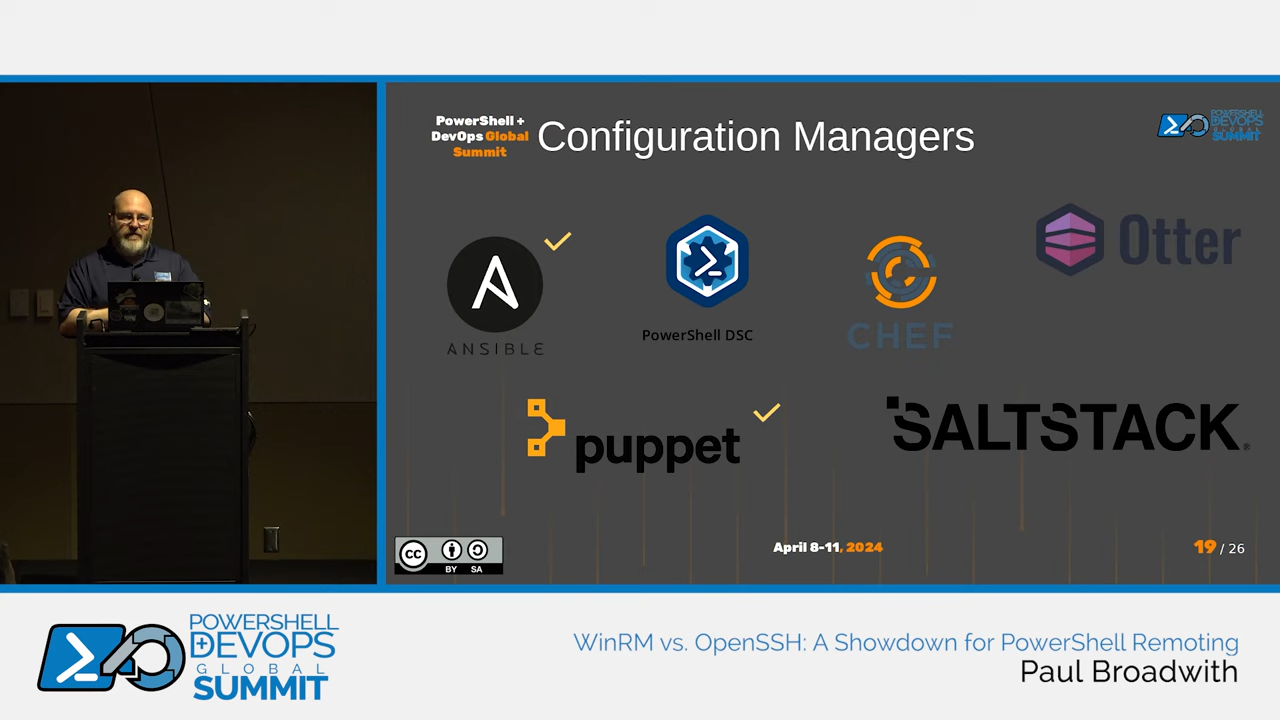 PowerShell +
DevOps Global
Summit
Configuration Managers
POWERSHELL
DEVOPS
GLOBAL
SUMMIT
Otter
ANSIBLE
PowerShell DSC
CHEF
puppet
SALTSTACK®
cc
BY SA
April 8-11, 2024
19 / 26
POWERSHELL
+DEVOPS
GLOBAL
SUMMIT
WinRM vs. OpenSSH: A Showdown for PowerShell Remoting
Paul Broadwith